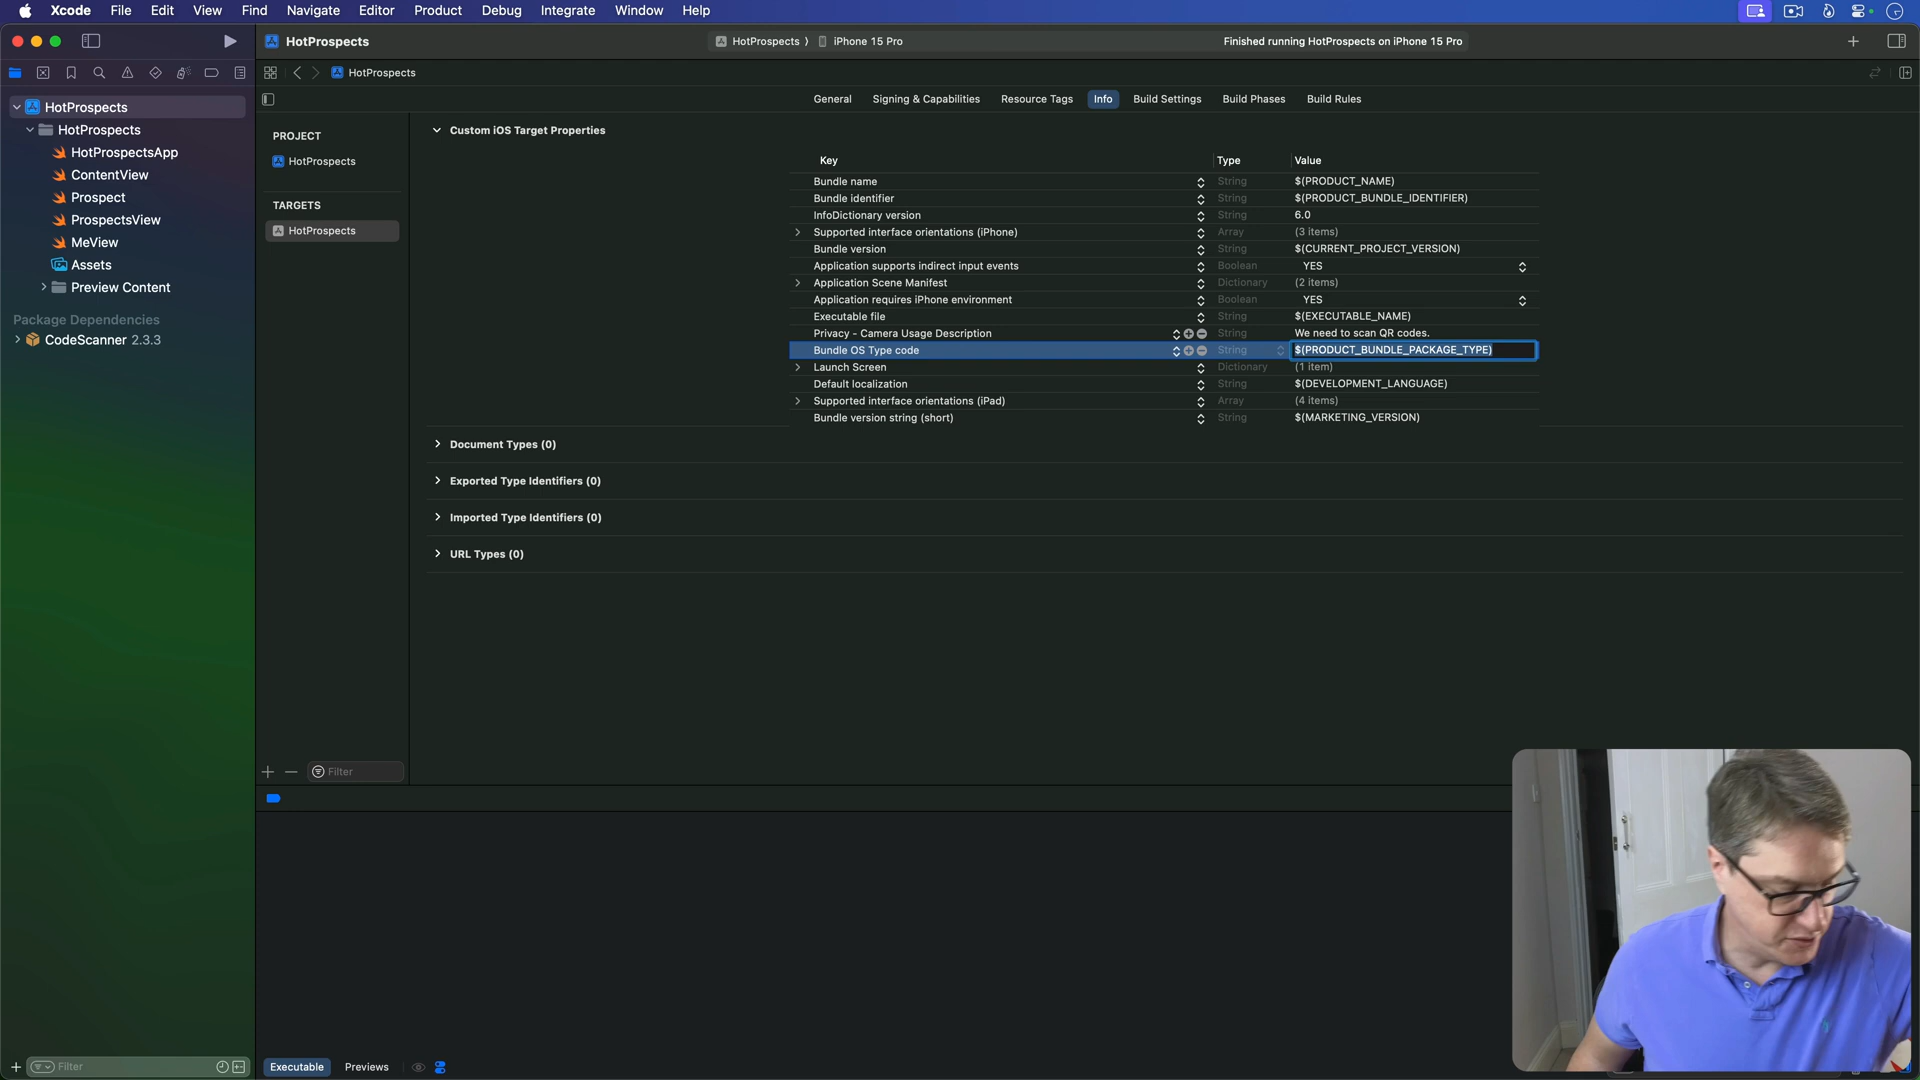 Xcode File Edit View Find Navigate Editor Product Debug Integrate Window Help
HotProspects
HotProspects
iPhone 15 Pro
Finished running HotProspects on iPhone 15 Pro
HotProspects
General Signing & Capabilities Resource Tags Info Build Settings Build Phases Build Rules
HotProspects
HotProspects
HotProspectsApp
ContentView
Prospect
ProspectsView
MeView
Assets
Preview Content
Package Dependencies
CodeScanner 2.3.3
Filter
PROJECT
HotProspects
TARGETS
HotProspects
Filter
Custom iOS Target Properties
Key Type Value
Bundle name String $(PRODUCT_NAME)
Bundle identifier String $(PRODUCT_BUNDLE_IDENTIFIER)
InfoDictionary version String 6.0
Supported interface orientations (iPhone) Array (3 items)
Bundle version String $(CURRENT_PROJECT_VERSION)
Application supports indirect input events Boolean YES
Application Scene Manifest Dictionary (2 items)
Application requires iPhone environment Boolean YES
Executable file String $(EXECUTABLE_NAME)
Privacy - Camera Usage Description String We need to scan QR codes.
Bundle OS Type code String $(PRODUCT_BUNDLE_PACKAGE_TYPE)
Launch Screen Dictionary (1 item)
Default localization String $(DEVELOPMENT_LANGUAGE)
Supported interface orientations (iPad) Array (4 items)
Bundle version string (short) String $(MARKETING_VERSION)
Document Types (0)
Exported Type Identifiers (0)
Imported Type Identifiers (0)
URL Types (0)
Executable Previews